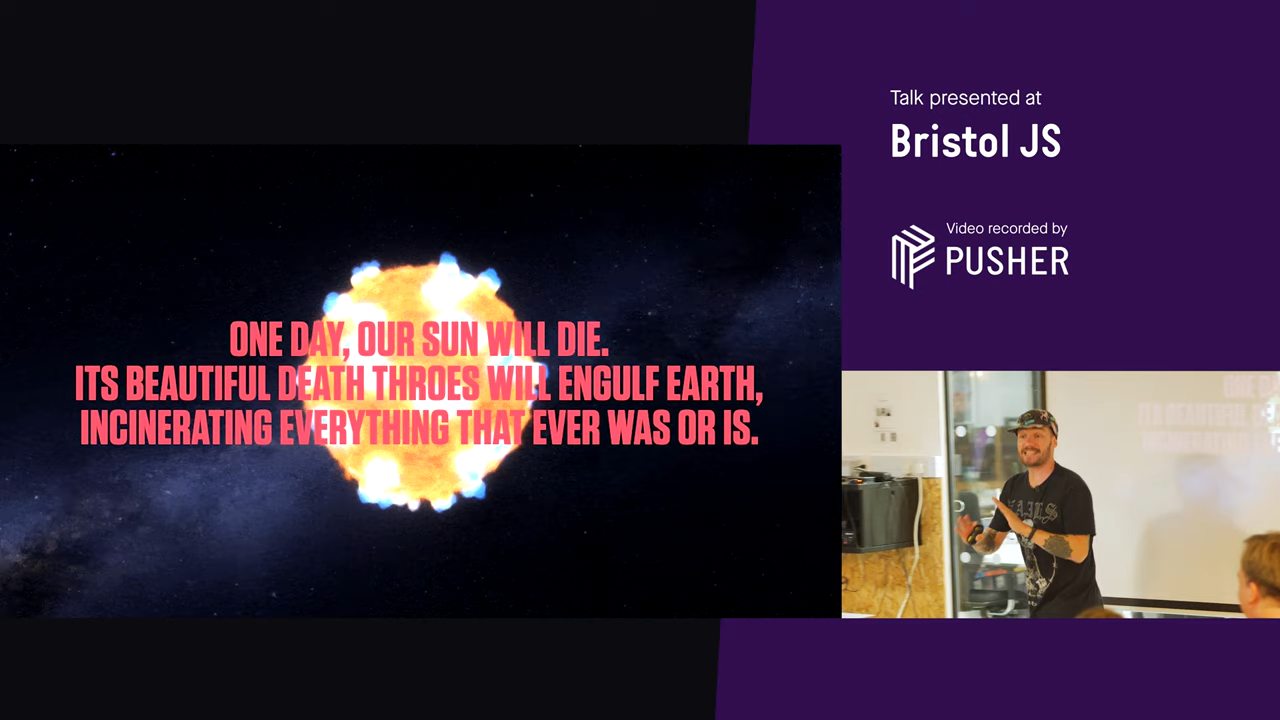 Talk presented at
Bristol JS
Video recorded by
PUSHER
ONE DAY, OUR SUN WILL DIE.
ITS BEAUTIFUL DEATH THROES WILL ENGULF EARTH,
INCINERATING EVERYTHING THAT EVER WAS OR IS.